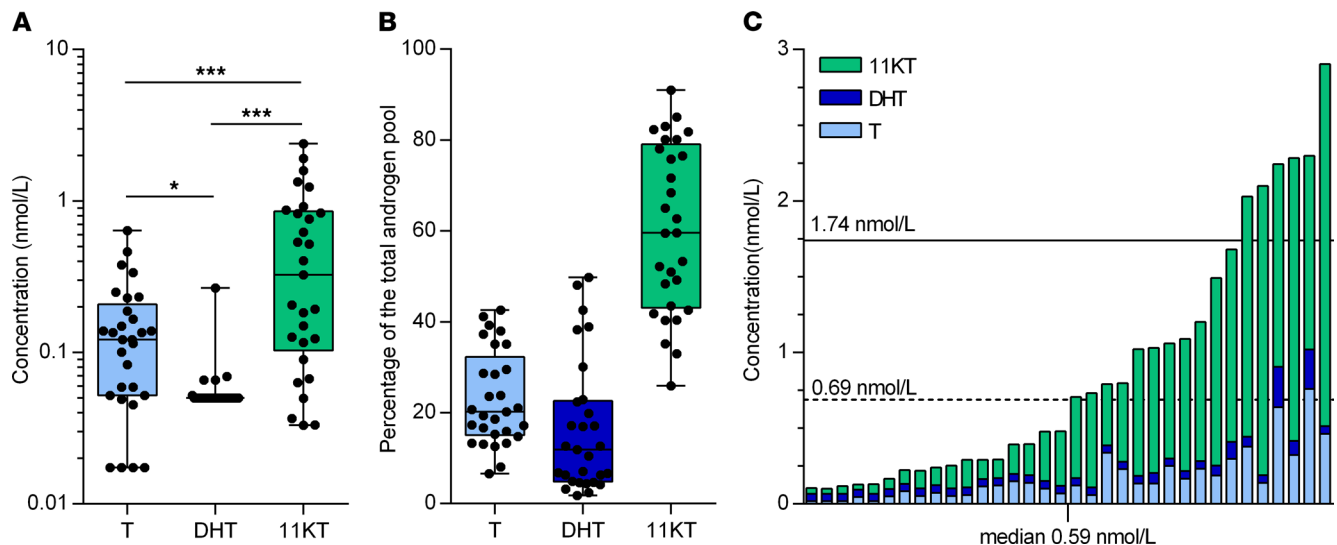 A
Concentration (nmol/L)
10
1
0.1
0.01
***
***
*
T DHT 11KT
B
Percentage of the total androgen pool
100
80
60
40
20
0
T DHT 11KT
C
Concentration(nmol/L)
3
2
1
0
11KT
DHT
T
1.74 nmol/L
0.69 nmol/L
median 0.59 nmol/L